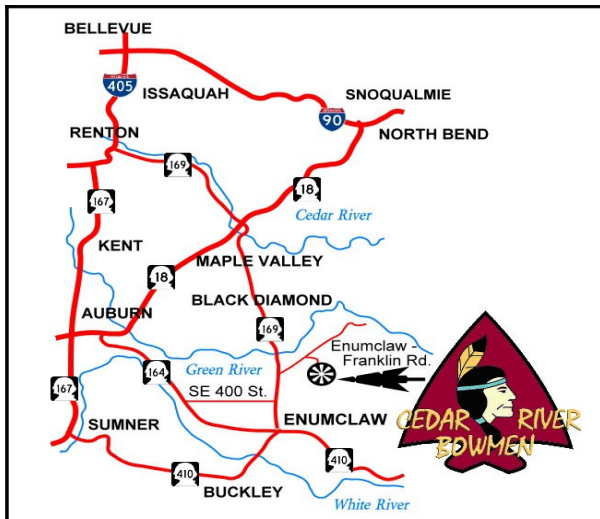 BELLEVUE
405
ISSAQUAH
SNOQUALMIE
90
NORTH BEND
RENTON
169
167
18
Cedar River
KENT
MAPLE VALLEY
18
BLACK DIAMOND
AUBURN
169
Enumclaw -
Franklin Rd.
Green River
164
SE 400 St.
167
CEDAR RIVER
BOWMEN
SUMNER
ENUMCLAW
410
410
BUCKLEY
White River